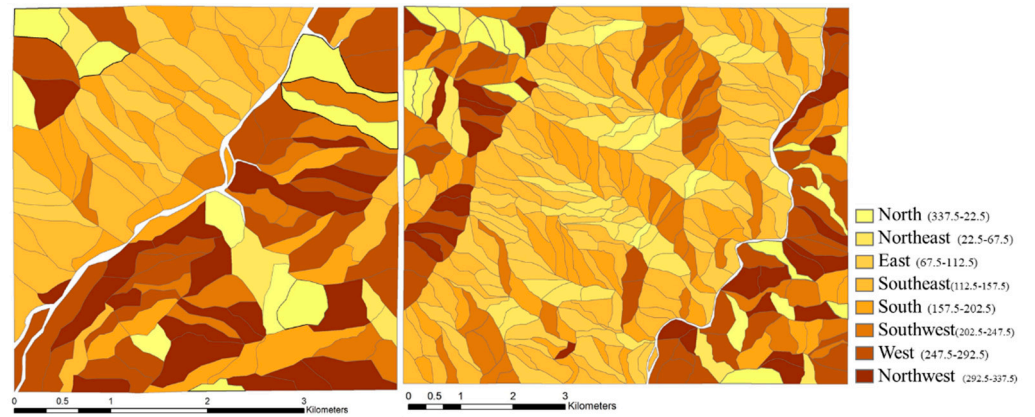 North (337.5-22.5)
Northeast (22.5-67.5)
East (67.5-112.5)
Southeast(112.5-157.5)
South (157.5-202.5)
Southwest(202.5-247.5)
West (247.5-292.5)
Northwest (292.5-337.5)
0 0.5 1 2 3
Kilometers
0 0.5 1 2 3
Kilometers